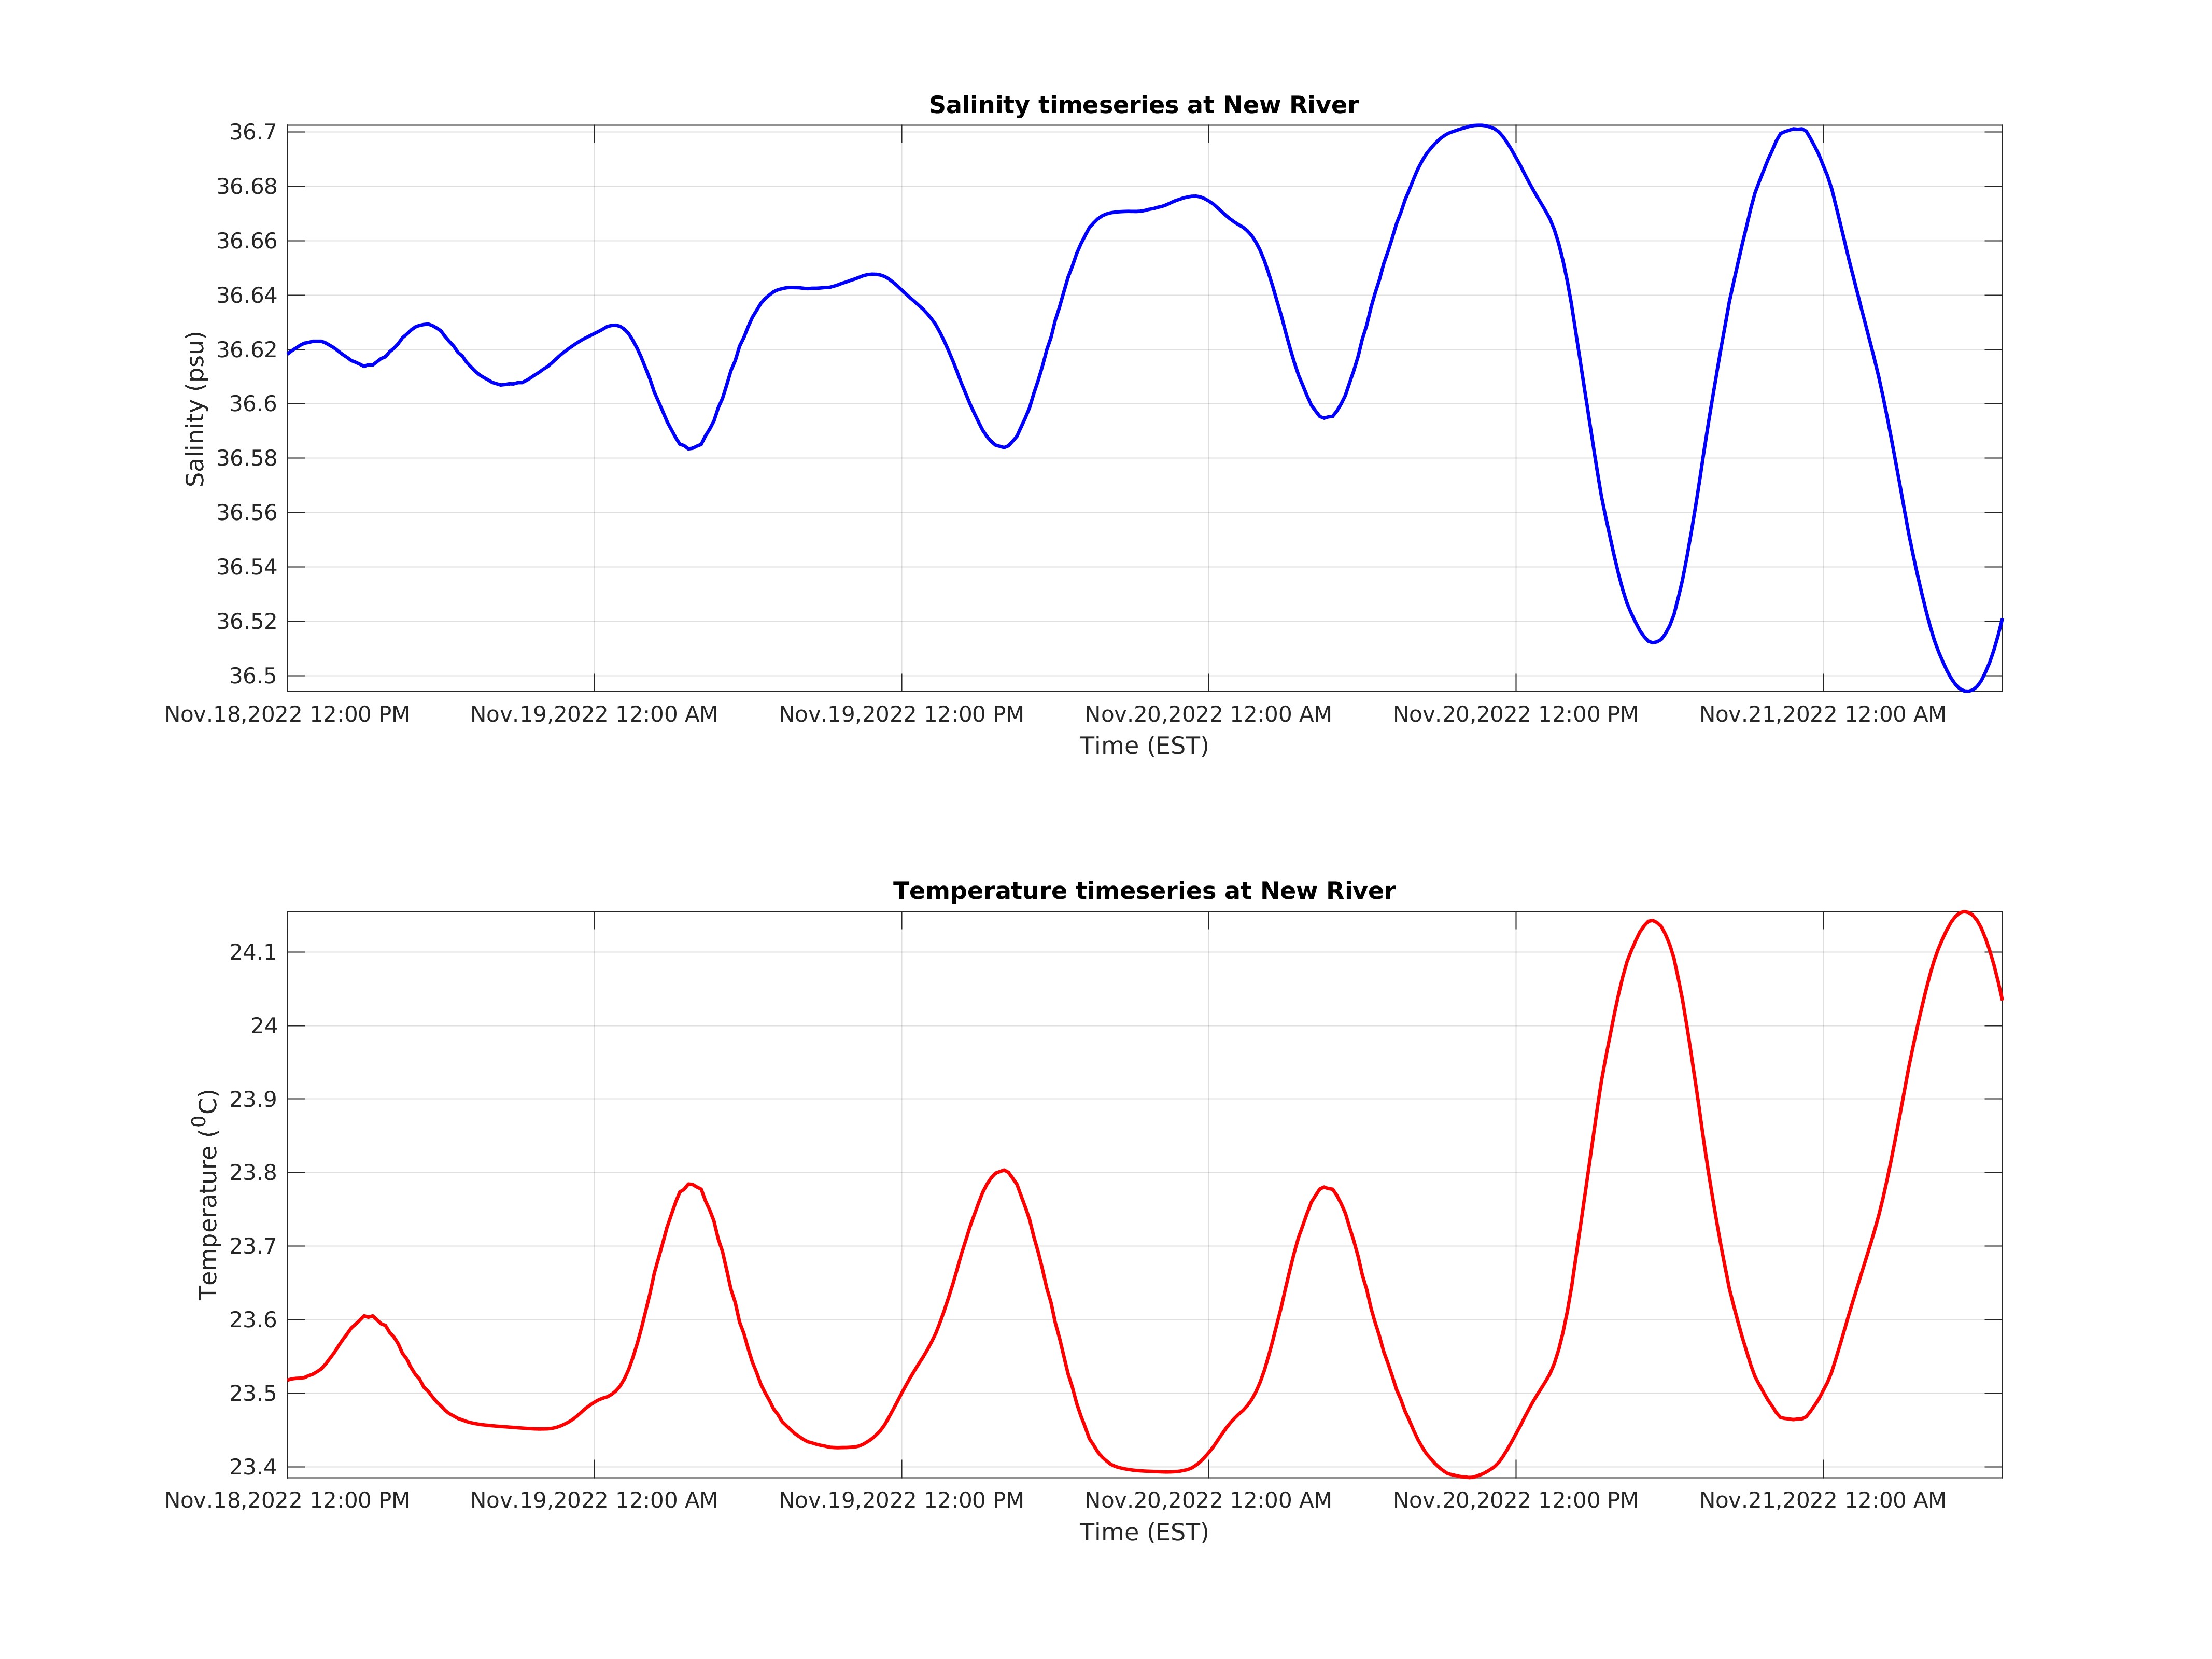 Salinity timeseries at New River
Salinity (psu)
36.7
36.68
36.66
36.64
36.62
36.6
36.58
36.56
36.54
36.52
36.5
Nov.18,2022 12:00 PM Nov.19,2022 12:00 AM Nov.19,2022 12:00 PM Nov.20,2022 12:00 AM Nov.20,2022 12:00 PM Nov.21,2022 12:00 AM
Time (EST)
Temperature timeseries at New River
Temperature (⁰C)
24.1
24
23.9
23.8
23.7
23.6
23.5
23.4
Nov.18,2022 12:00 PM Nov.19,2022 12:00 AM Nov.19,2022 12:00 PM Nov.20,2022 12:00 AM Nov.20,2022 12:00 PM Nov.21,2022 12:00 AM
Time (EST)